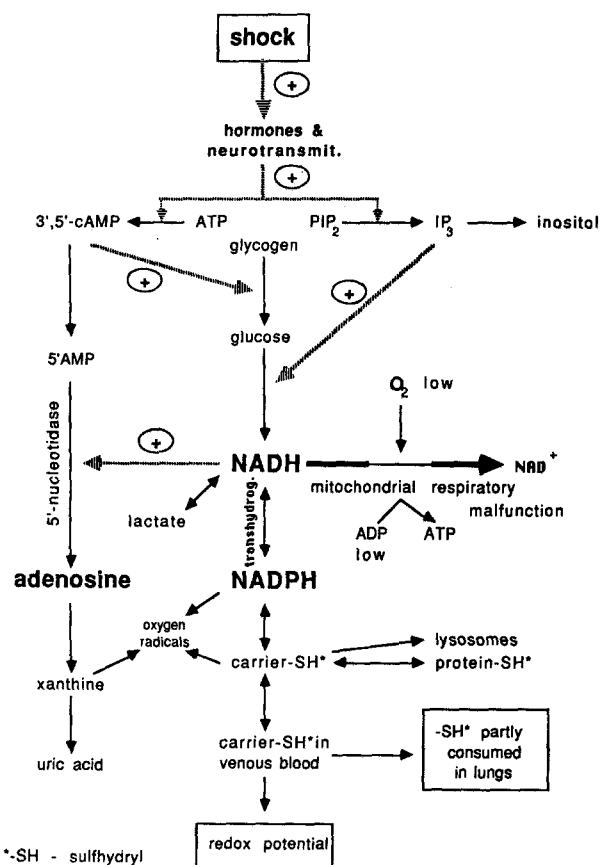 shock
+
hormones &
neurotransmit.
+
3',5'-cAMP
ATP
PIP2
IP3
inositol
glycogen
+
+
glucose
5'AMP
O2 low
5'-nucleotidase
+
NADH
NAD+
mitochondrial respiratory
malfunction
lactate
transhydrog.
ADP
low
ATP
adenosine
NADPH
oxygen
radicals
lysosomes
carrier-SH*
protein-SH*
xanthine
carrier-SH*in
venous blood
-SH* partly
consumed
in lungs
uric acid
redox potential
*-SH - sulfhydryl